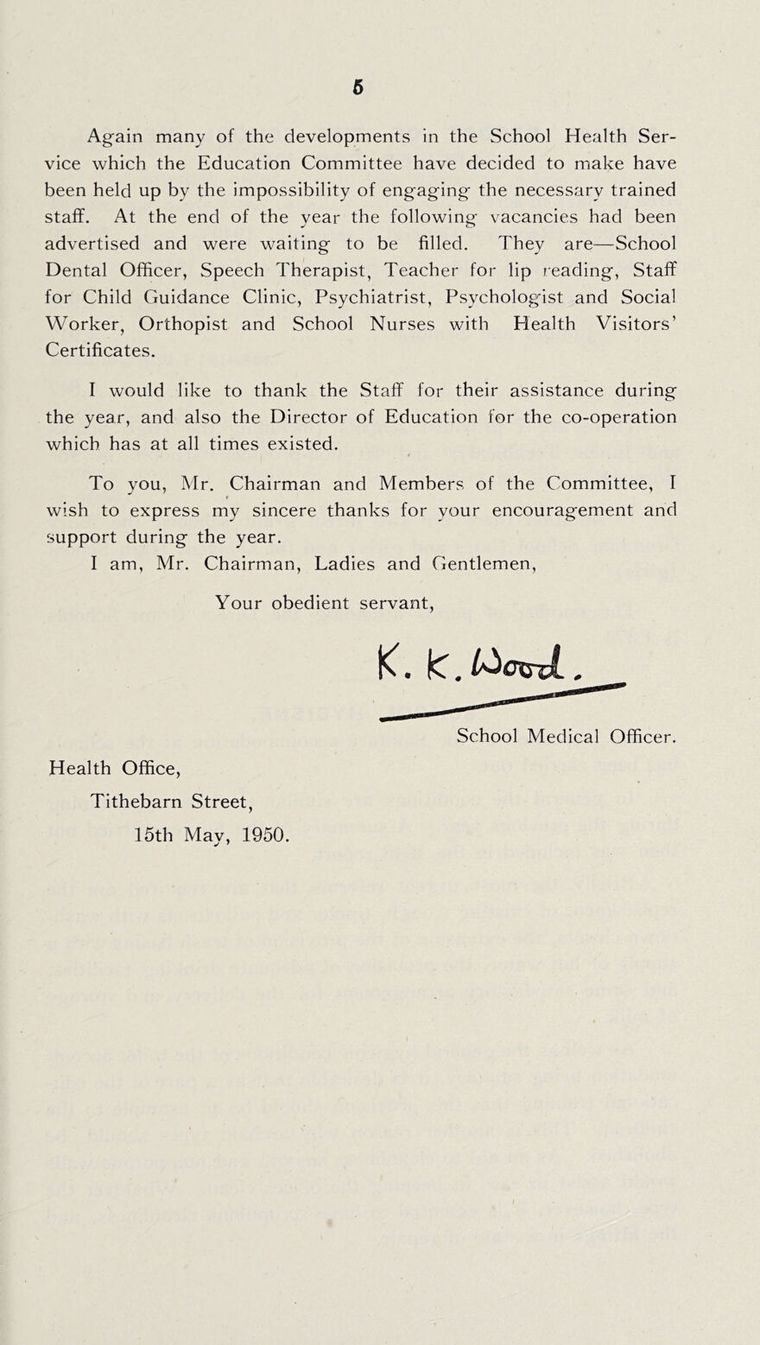 5
Again many of the developments in the School Health Ser-
vice which the Education Committee have decided to make have
been held up by the impossibility of engaging the necessary trained
staff. At the end of the year the following vacancies had been
advertised and were waiting to be filled. They are—School
Dental Officer, Speech Therapist, Teacher for lip reading, Staff
for Child Guidance Clinic, Psychiatrist, Psychologist and Social
Worker, Orthopist and School Nurses with Health Visitors’
Certificates.
I would like to thank the Staff for their assistance during
the year, and also the Director of Education for the co-operation
which has at all times existed.
To you, Mr. Chairman and Members of the Committee, I
wish to express my sincere thanks for your encouragement and
support during the year.
I am, Mr. Chairman, Ladies and Gentlemen,
Your obedient servant,
K. K. Wood.
School Medical Officer.
Health Office,
Tithebarn Street,
15th May, 1950.